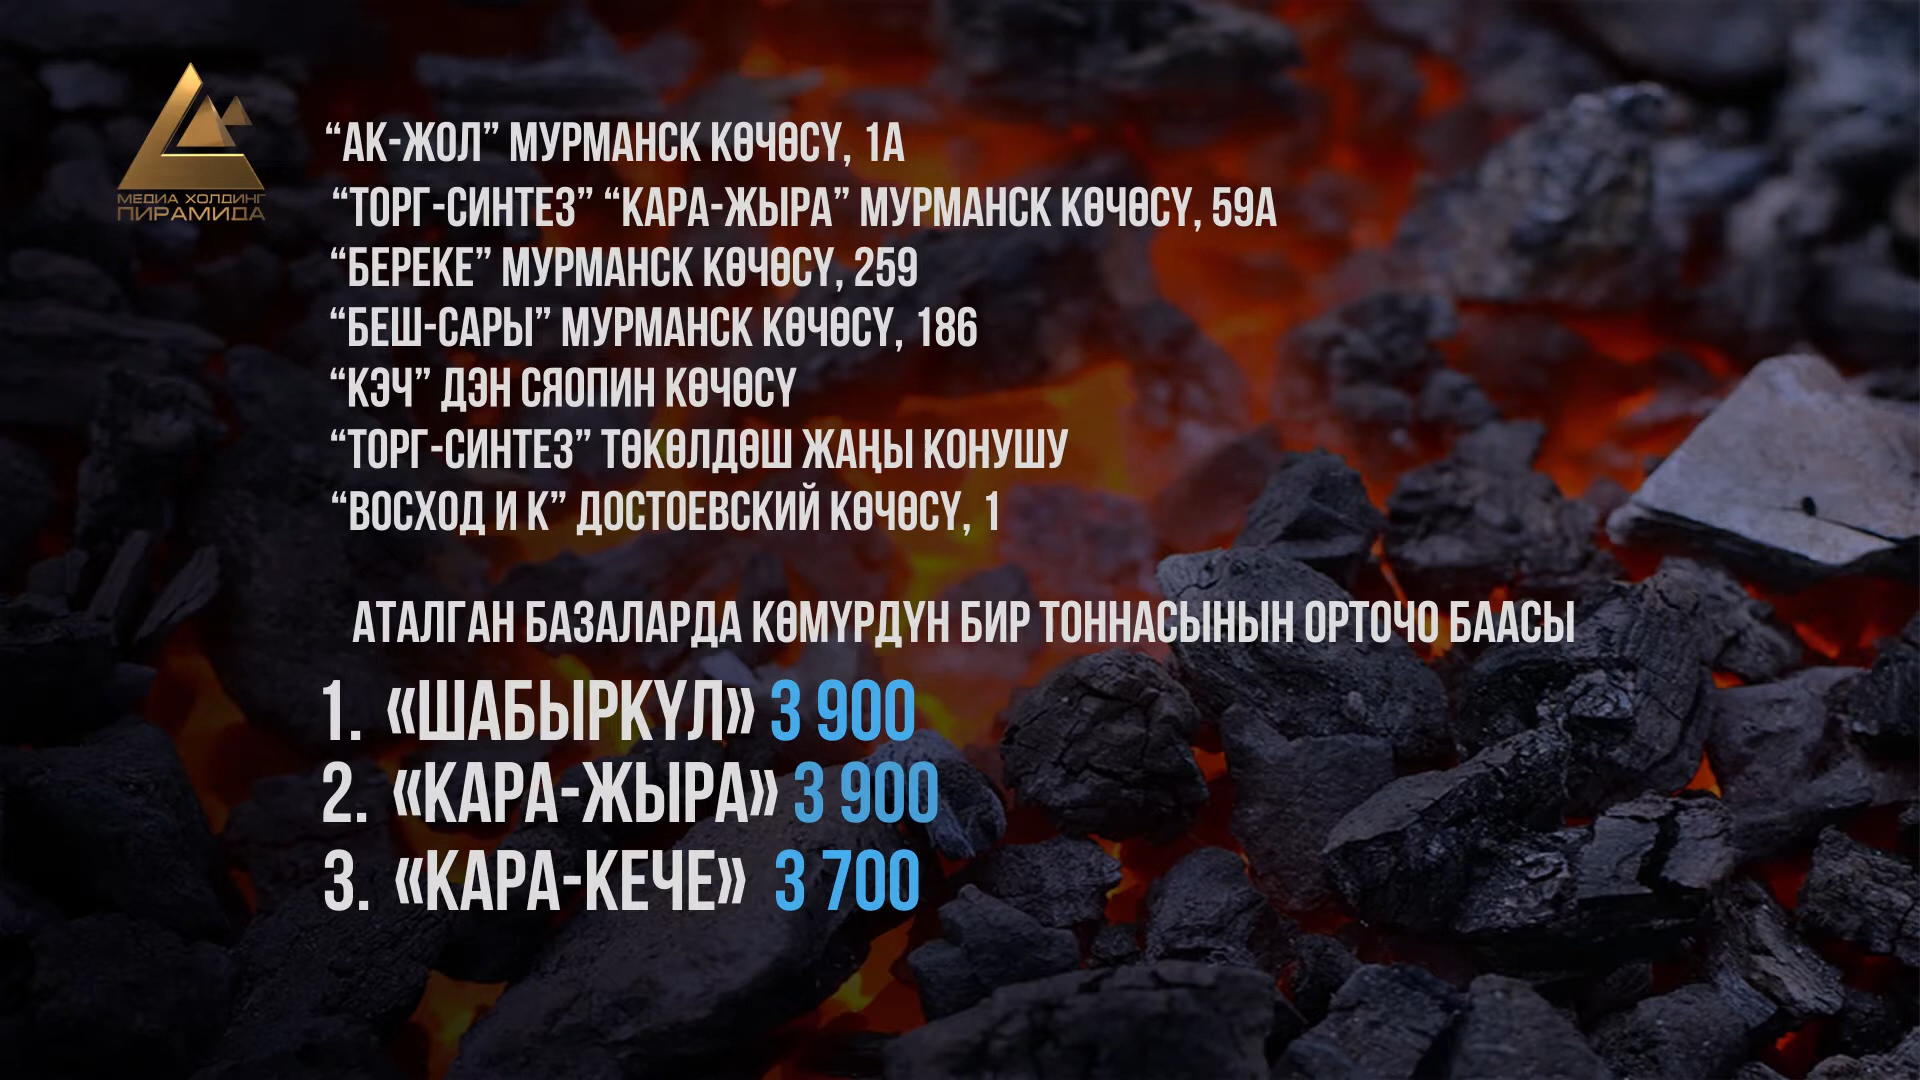 МЕДИА ХОЛДИНГ
ПИРАМИДА
“АК-ЖОЛ” МУРМАНСК КӨЧӨСҮ, 1А
“ТОРГ-СИНТЕЗ” “КАРА-ЖЫРА” МУРМАНСК КӨЧӨСҮ, 59А
“БЕРЕКЕ” МУРМАНСК КӨЧӨСҮ, 259
“БЕШ-САРЫ” МУРМАНСК КӨЧӨСҮ, 186
“КЭЧ” ДЭН СЯОПИН КӨЧӨСҮ
“ТОРГ-СИНТЕЗ” ТӨКӨЛДӨШ ЖАҢЫ КОНУШУ
“ВОСХОД И К” ДОСТОЕВСКИЙ КӨЧӨСҮ, 1
АТАЛГАН БАЗАЛАРДА КӨМҮРДҮН БИР ТОННАСЫНЫН ОРТОЧО БААСЫ
1. «ШАБЫРКҮЛ» 3 900
2. «КАРА-ЖЫРА» 3 900
3. «КАРА-КЕЧЕ» 3 700